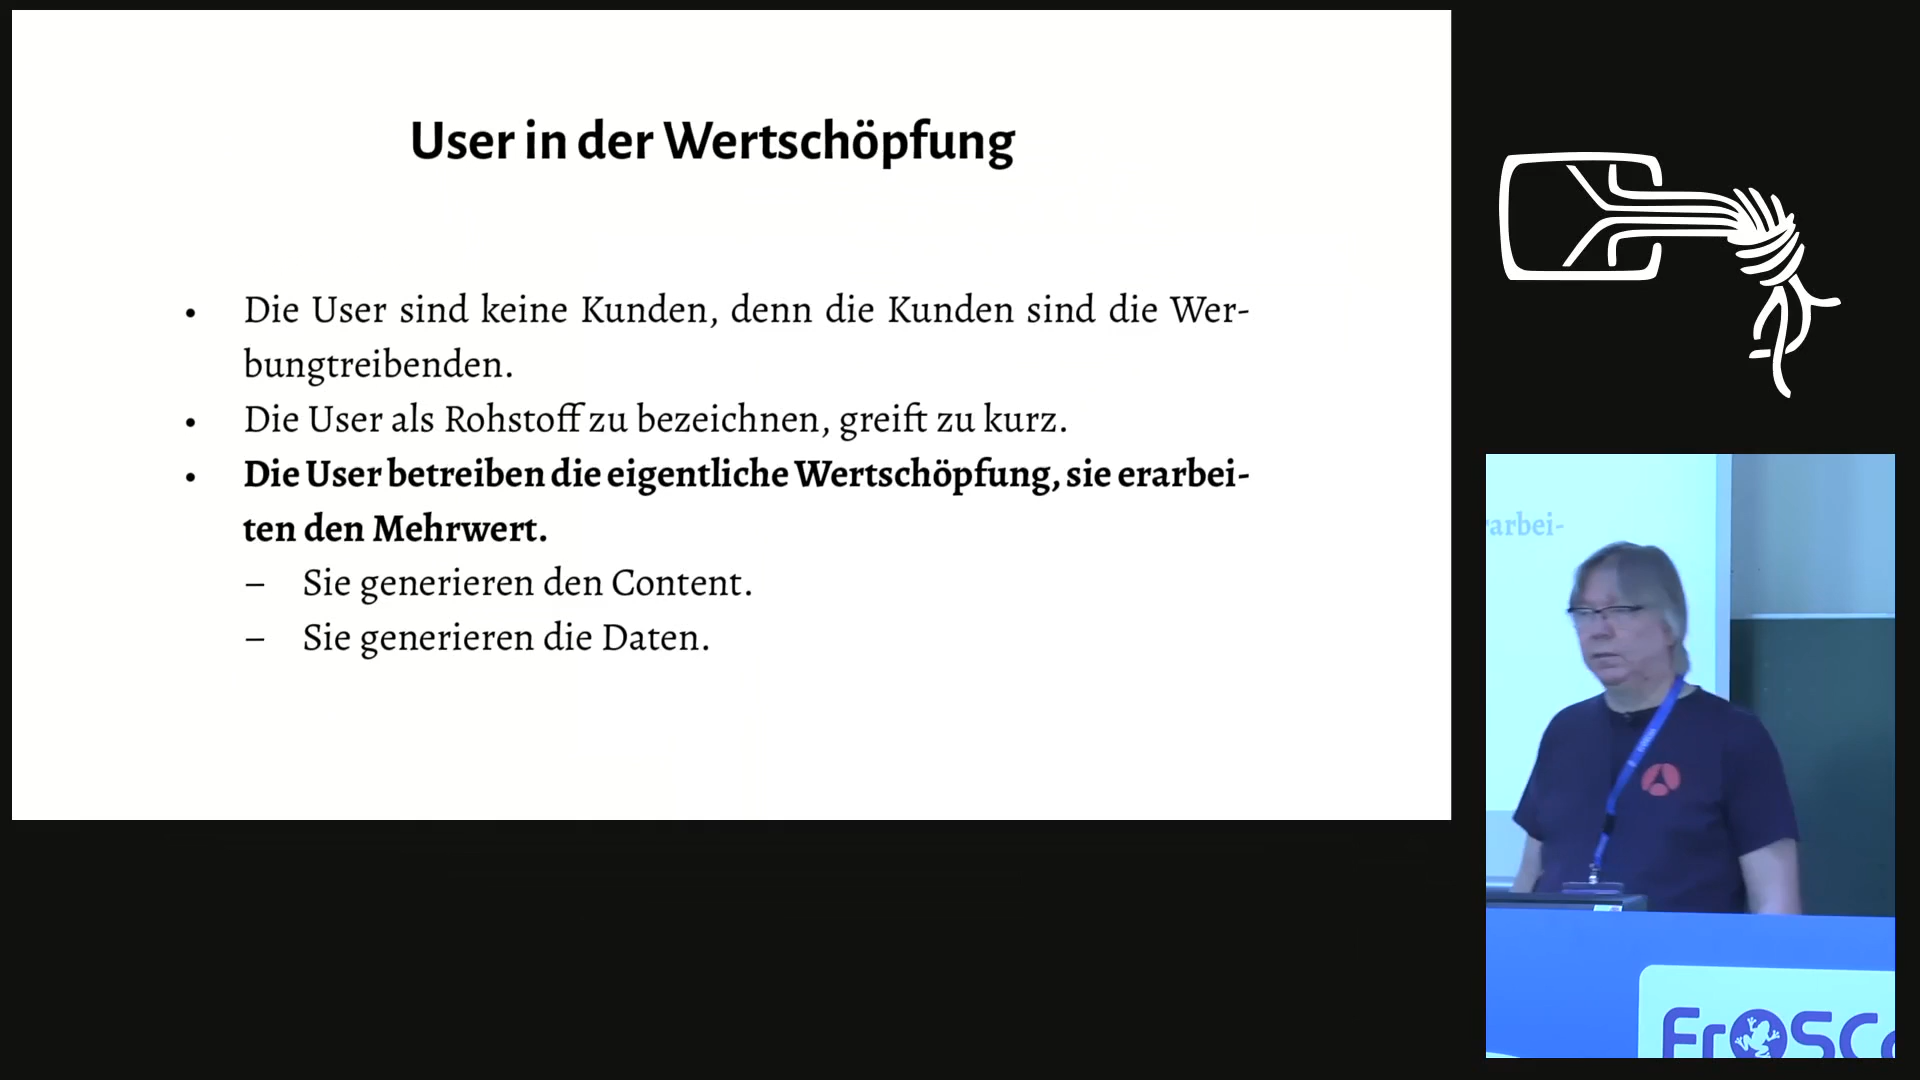 User in der Wertschöpfung
• Die User sind keine Kunden, denn die Kunden sind die Wer-
bungtreibenden.
• Die User als Rohstoff zu bezeichnen, greift zu kurz.
• Die User betreiben die eigentliche Wertschöpfung, sie erarbei-
ten den Mehrwert.
– Sie generieren den Content.
– Sie generieren die Daten.
arbei-
FrOSCo